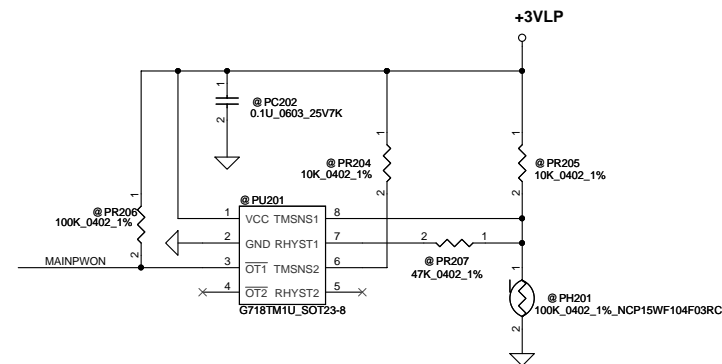 +3VLP
1
@ PC202
0.1U_0603_25V7K
2
1
@ PR204
10K_0402_1%
2
1
@ PR205
10K_0402_1%
2
1
@ PR206
100K_0402_1%
2
@ PU201
1 VCC TMSNS1 8
2 GND RHYST1 7
3 OT1 TMSNS2 6
4 OT2 RHYST2 5
G718TM1U_SOT23-8
MAINPWON
2 1
@ PR207
47K_0402_1%
1
@ PH201
100K_0402_1%_NCP15WF104F03RC
2